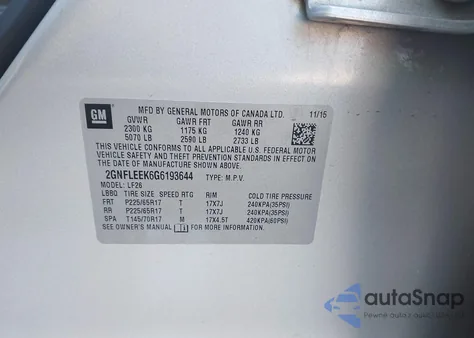 GM
MFD BY GENERAL MOTORS OF CANADA LTD. 11/15
GVWR GAWR FRT GAWR RR
2300 KG 1175 KG 1240 KG
5070 LB 2590 LB 2733 LB
THIS VEHICLE CONFORMS TO ALL APPLICABLE U.S. FEDERAL MOTOR
VEHICLE SAFETY AND THEFT PREVENTION STANDARDS IN EFFECT ON
THE DATE OF MANUFACTURE SHOWN ABOVE.
2GNFLEEK6G6193644 TYPE: M.P.V.
MODEL: LF26
LBBQ TIRE SIZE SPEED RTG RIM COLD TIRE PRESSURE
FRT P225/65R17 T 17X7J 240KPA(35PSI)
RR P225/65R17 T 17X7J 240KPA(35PSI)
SPA T145/70R17 M 17X4.5T 420KPA(60PSI)
SEE OWNER'S MANUAL FOR MORE INFORMATION.
autoSnap
Pewne auto z USA